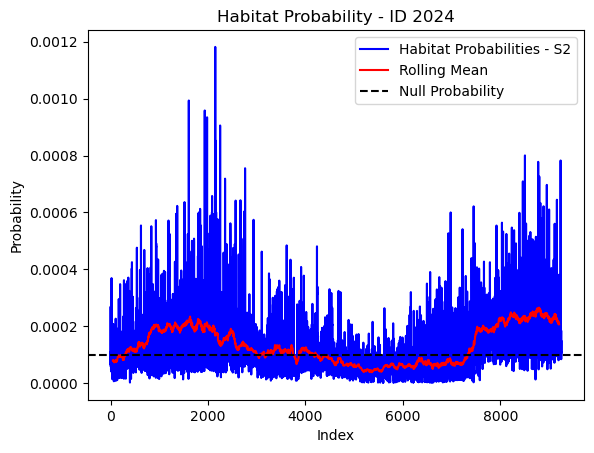 Habitat Probability - ID 2024
Habitat Probabilities - S2
Rolling Mean
Null Probability
0.0012
0.0010
0.0008
0.0006
0.0004
0.0002
0.0000
Probability
0
2000
4000
6000
8000
Index